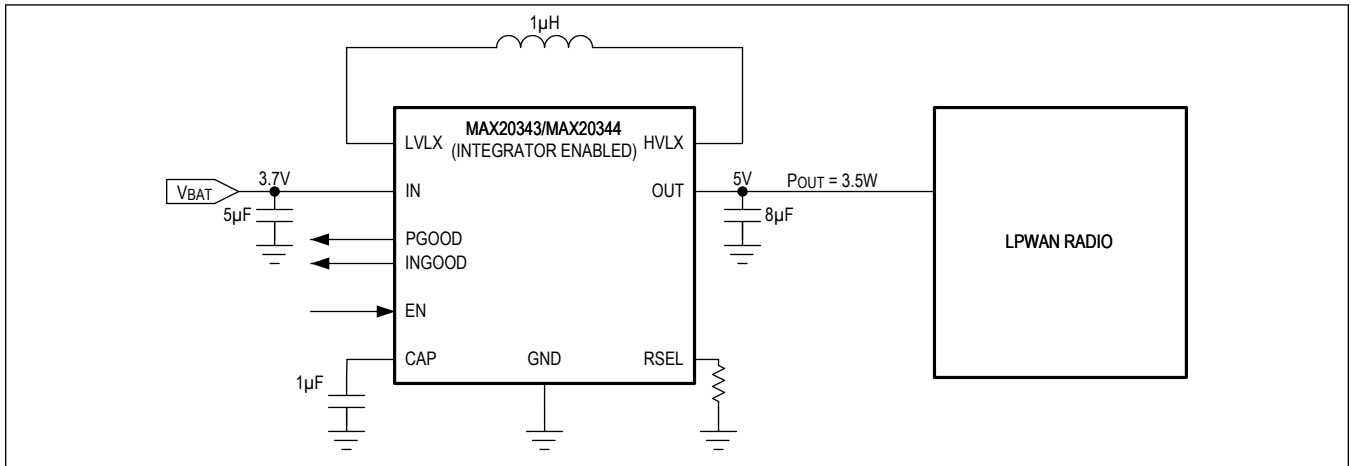 1µH
MAX20343/MAX20344
(INTEGRATOR ENABLED)
LVLX
HVLX
VBAT
3.7V
IN
OUT
5V
POUT = 3.5W
5µF
8µF
PGOOD
INGOOD
LPWAN RADIO
EN
CAP
GND
RSEL
1µF